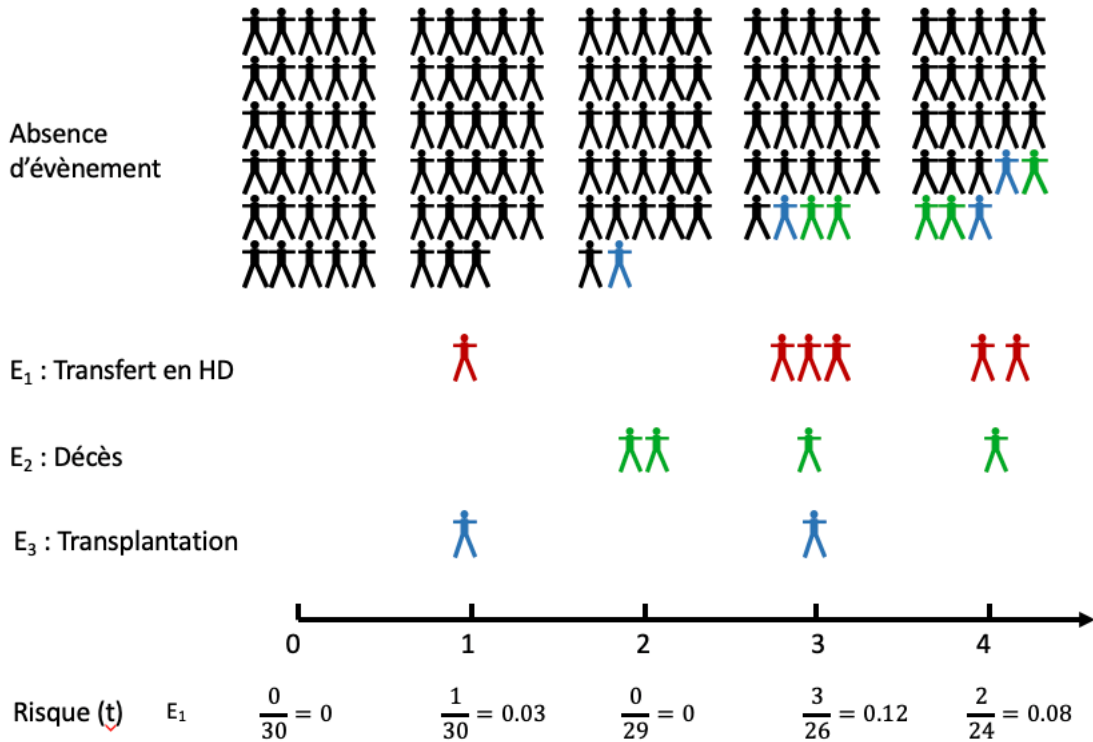 Absence
d’évènement
E₁ : Transfert en HD
E₂ : Décès
E₃ : Transplantation
0 1 2 3 4
Risque (t) E₁ 0/30 = 0 1/30 = 0.03 0/29 = 0 3/26 = 0.12 2/24 = 0.08